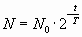 N = N₀ · 2^(-t/T)